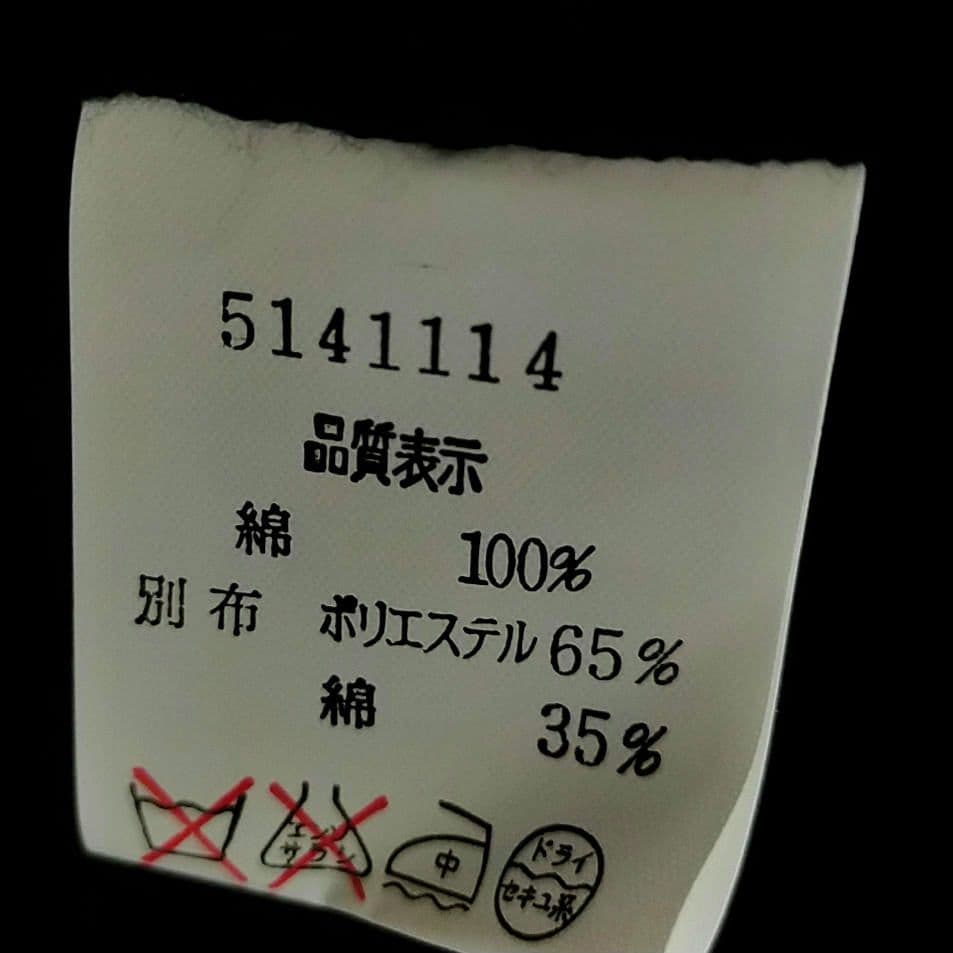 5141114
品質表示
綿 100%
別布 ポリエステル 65%
綿 35%
エンソ
サラシ
中
ドライ
セキユ系